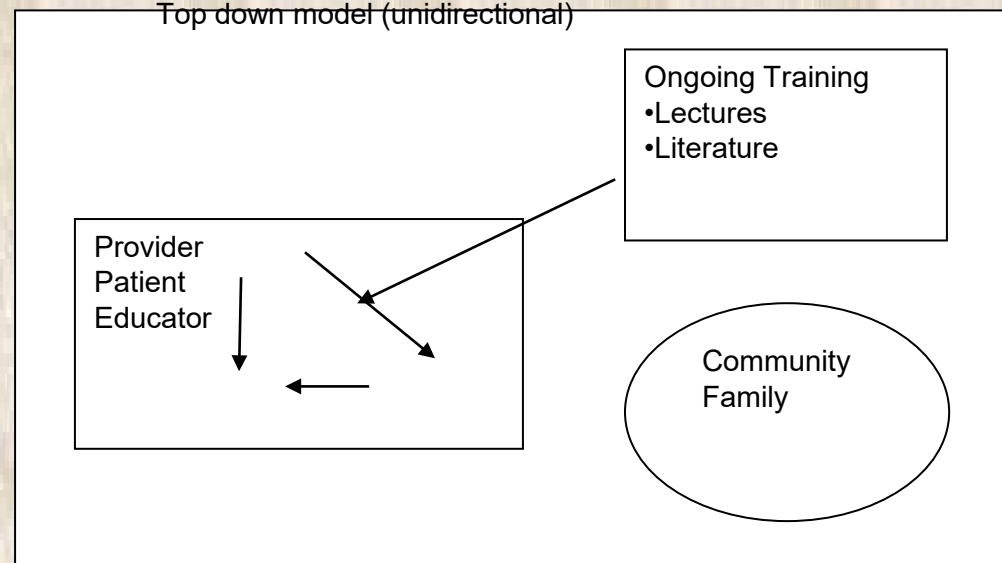 Top down model (unidirectional)
Ongoing Training
•Lectures
•Literature
Provider
Patient
Educator
Community
Family